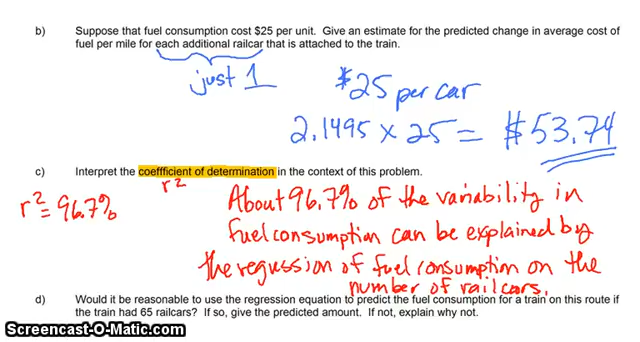 b) Suppose that fuel consumption cost $25 per unit. Give an estimate for the predicted change in average cost of
fuel per mile for each additional railcar that is attached to the train.
just 1
$25 per car
2.1495 x 25 = $53.74
c) Interpret the coeffficient of determination in the context of this problem.
r²
r² = 96.7%
About 96.7% of the variability in
fuel consumption can be explained by
the regression of fuel consumption on the
number of railcars.
d) Would it be reasonable to use the regression equation to predict the fuel consumption for a train on this route if
the train had 65 railcars? If so, give the predicted amount. If not, explain why not.
Screencast-O-Matic.com